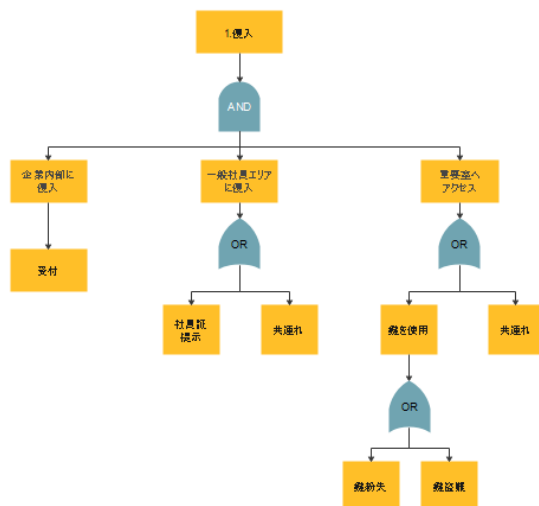 1.侵入
AND
企業内部に
侵入
一般社員エリア
に侵入
重要室へ
アクセス
受付
OR
OR
社員証
提示
共連れ
鍵を使用
共連れ
OR
鍵紛失
鍵盗難